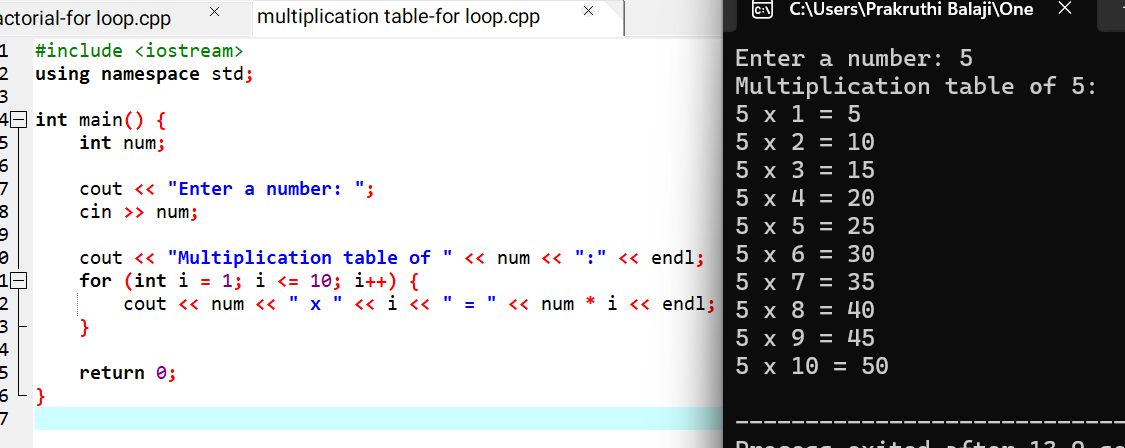 actorial-for loop.cpp ×
multiplication table-for loop.cpp ×
1 #include <iostream>
2 using namespace std;
3
4 int main() {
5 int num;
6
7 cout << "Enter a number: ";
8 cin >> num;
9
0 cout << "Multiplication table of " << num << ":" << endl;
1 for (int i = 1; i <= 10; i++) {
2 cout << num << " x " << i << " = " << num * i << endl;
3 }
4
5 return 0;
6 }
7
C:\ C:\Users\Prakruthi Balaji\One ×
Enter a number: 5
Multiplication table of 5:
5 x 1 = 5
5 x 2 = 10
5 x 3 = 15
5 x 4 = 20
5 x 5 = 25
5 x 6 = 30
5 x 7 = 35
5 x 8 = 40
5 x 9 = 45
5 x 10 = 50
--------------------------------
Process exited after